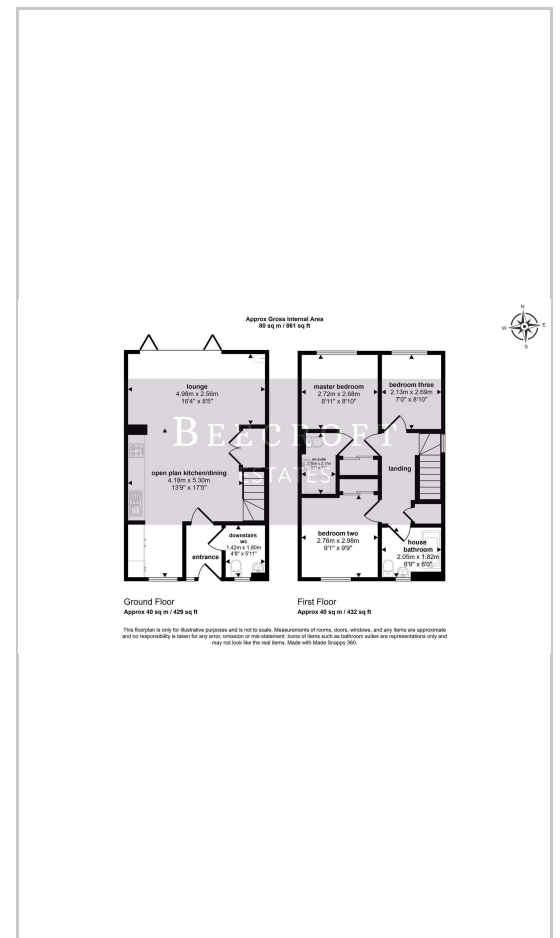 Approx Gross Internal Area
80 sq m / 861 sq ft
N
W
E
S
lounge
4.98m x 2.56m
16'4" x 8'5"
open plan kitchen/dining
4.18m x 5.30m
13'9" x 17'5"
entrance
downstairs
wc
1.42m x 1.80m
4'8" x 5'11"
master bedroom
2.72m x 2.68m
8'11" x 8'10"
bedroom three
2.13m x 2.69m
7'0" x 8'10"
en-suite
landing
bedroom two
2.76m x 2.98m
9'1" x 9'9"
house
bathroom
2.05m x 1.82m
6'9" x 6'0"
BEECROFT
ESTATES
Ground Floor
Approx 40 sq m / 429 sq ft
First Floor
Approx 40 sq m / 432 sq ft
This floorplan is only for illustrative purposes and is not to scale. Measurements of rooms, doors, windows, and any items are approximate
and no responsibility is taken for any error, omission or mis-statement. Icons of items such as bathroom suites are representations only and
may not look like the real items. Made with Made Snappy 360.